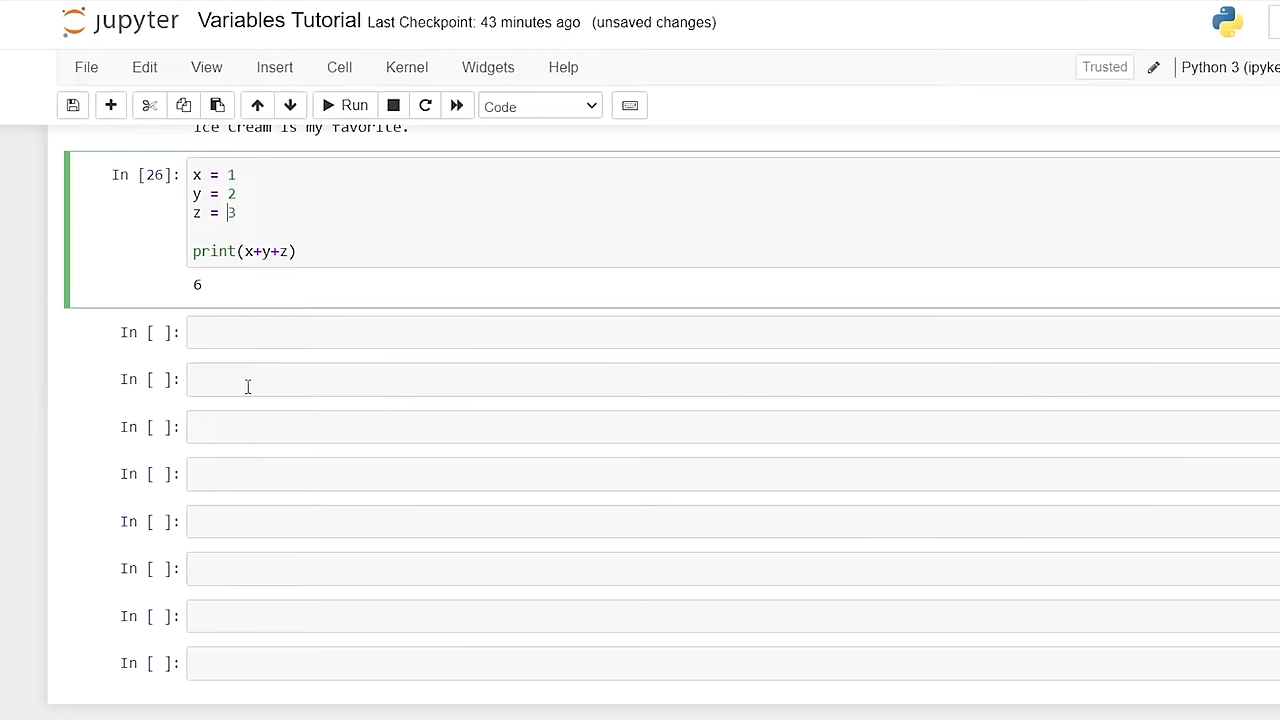 jupyter Variables Tutorial Last Checkpoint: 43 minutes ago (unsaved changes)
File Edit View Insert Cell Kernel Widgets Help Trusted Python 3 (ipyke
Run Code
Ice cream is my favorite.
In [26]: x = 1
y = 2
z = 3
print(x+y+z)
6
In [ ]:
In [ ]:
In [ ]:
In [ ]:
In [ ]:
In [ ]:
In [ ]:
In [ ]: